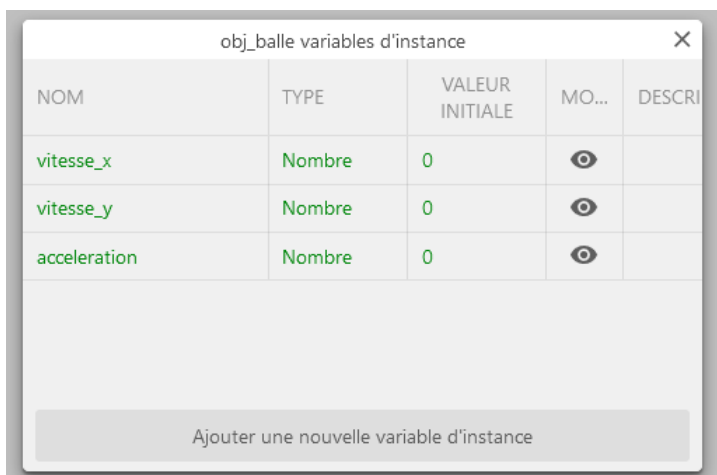 obj_balle variables d'instance
NOM TYPE VALEUR INITIALE MO... DESCRI
vitesse_x Nombre 0
vitesse_y Nombre 0
acceleration Nombre 0
Ajouter une nouvelle variable d'instance